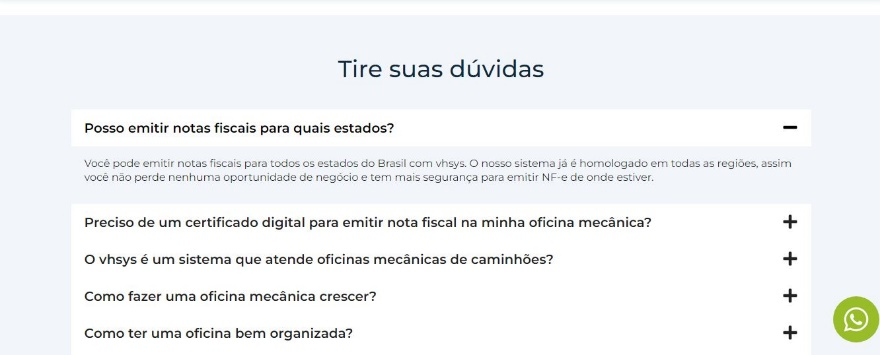 Tire suas dúvidas
Posso emitir notas fiscais para quais estados?
Você pode emitir notas fiscais para todos os estados do Brasil com vhsys. O nosso sistema já é homologado em todas as regiões, assim
você não perde nenhuma oportunidade de negócio e tem mais segurança para emitir NF-e de onde estiver.
Preciso de um certificado digital para emitir nota fiscal na minha oficina mecânica?
O vhsys é um sistema que atende oficinas mecânicas de caminhões?
Como fazer uma oficina mecânica crescer?
Como ter uma oficina bem organizada?